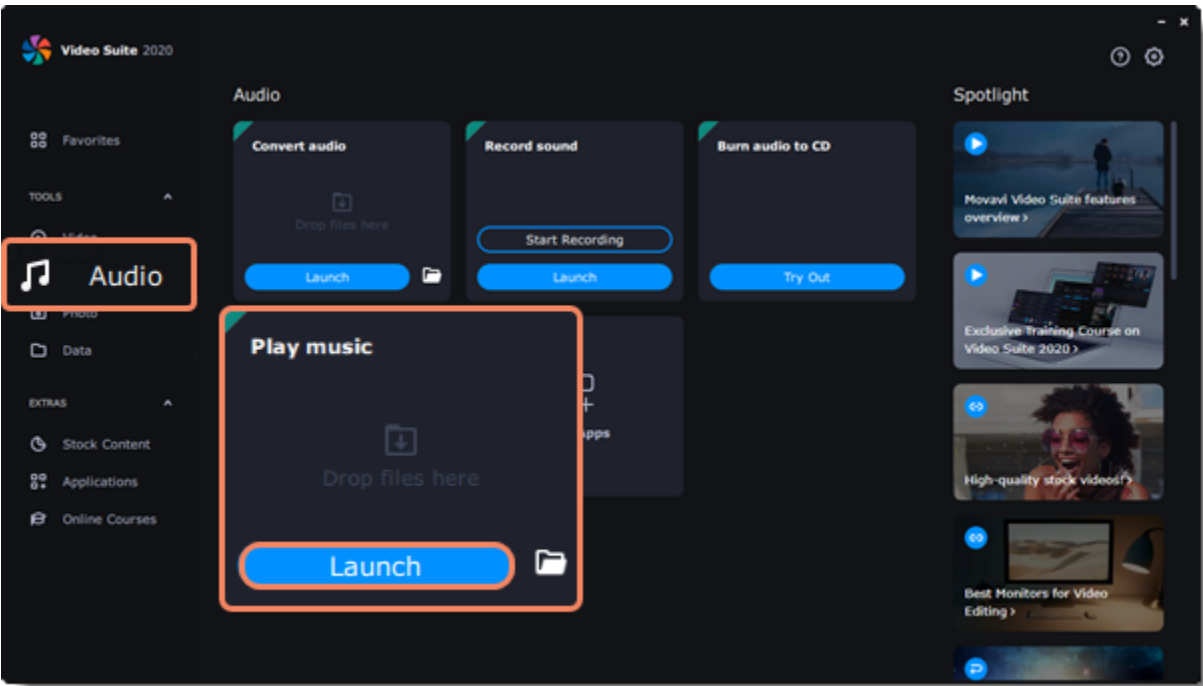 Video Suite 2020
Favorites
TOOLS
Video
Audio
Photo
Data
EXTRAS
Stock Content
Applications
Online Courses
Audio
Convert audio
Drop files here
Launch
Record sound
Start Recording
Launch
Burn audio to CD
Try Out
Play music
Drop files here
Launch
Spotlight
Movavi Video Suite features
overview >
Exclusive Training Course on
Video Suite 2020 >
High-quality stock videos! >
Best Monitors for Video
Editing >